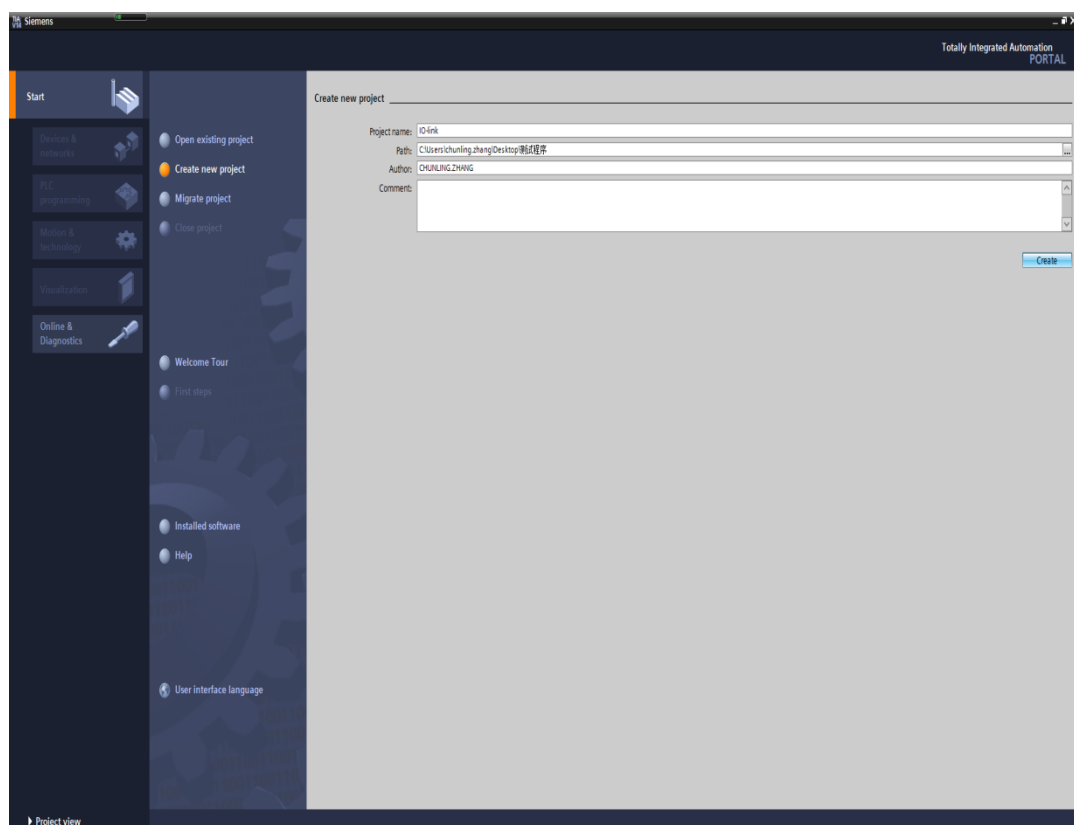 Siemens
Totally Integrated Automation
PORTAL
Start
Devices &
networks
PLC
programming
Motion &
technology
Visualization
Online &
Diagnostics
Open existing project
Create new project
Migrate project
Close project
Welcome Tour
First steps
Installed software
Help
User interface language
Create new project
Project name: IO-link
Path: C:\Users\chunling.zhang\Desktop\测试程序
...
Author: CHUNLING.ZHANG
Comment:
Create
Project view